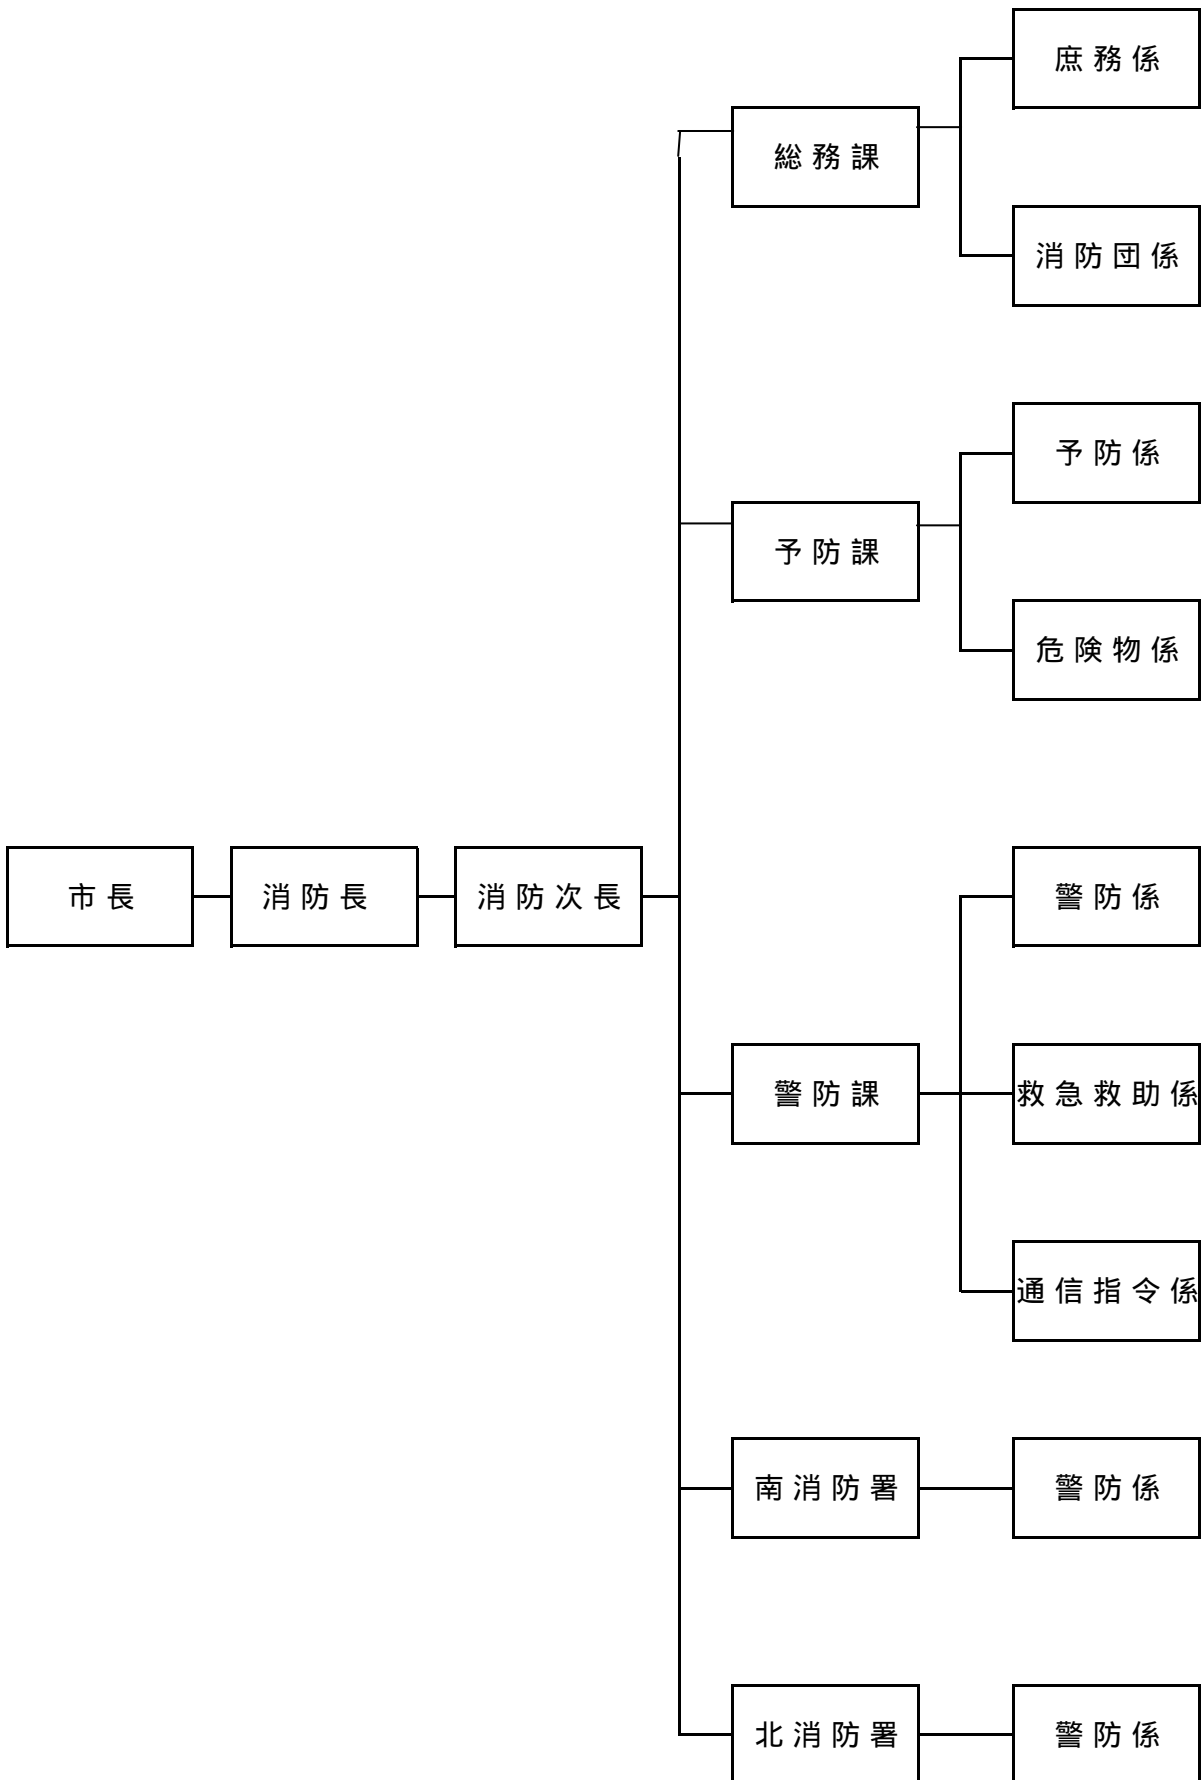 市長
消防長
消防次長
総務課
庶務係
消防団係
予防課
予防係
危険物係
警防課
警防係
救急救助係
通信指令係
南消防署
警防係
北消防署
警防係